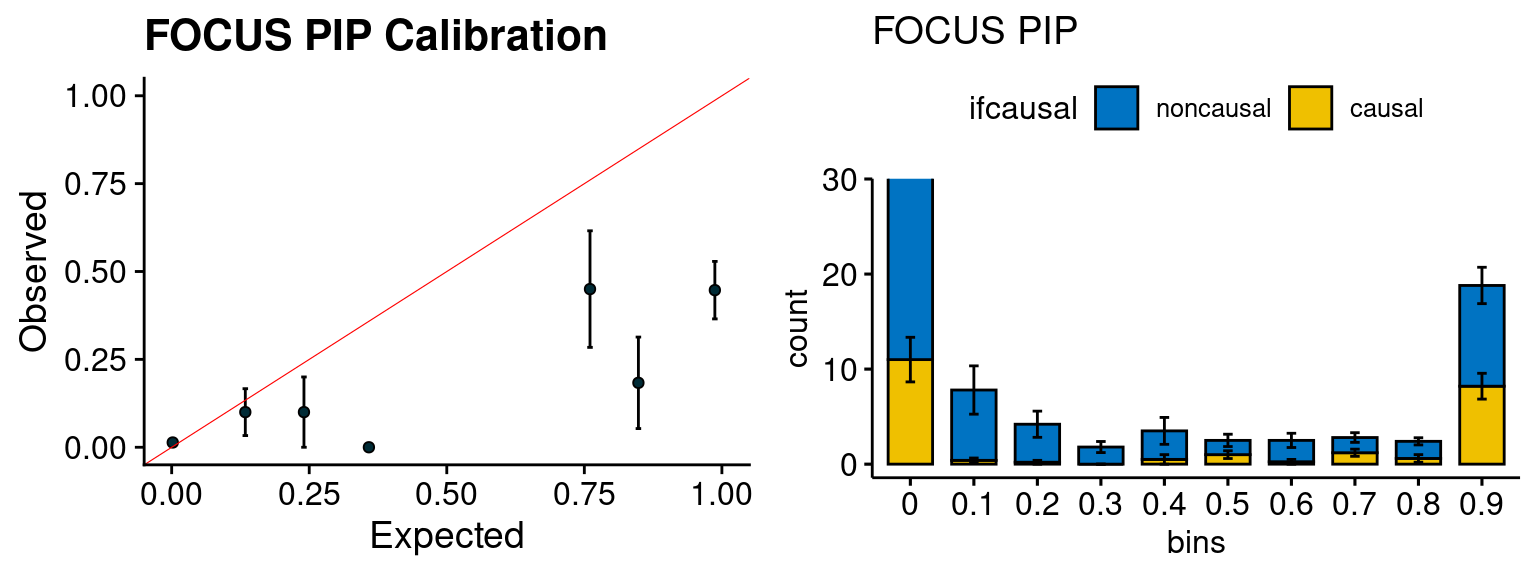 FOCUS PIP Calibration
Observed
1.00
0.75
0.50
0.25
0.00
0.00 0.25 0.50 0.75 1.00
Expected
FOCUS PIP
ifcausal noncausal causal
count
30
20
10
0
0 0.1 0.2 0.3 0.4 0.5 0.6 0.7 0.8 0.9
bins